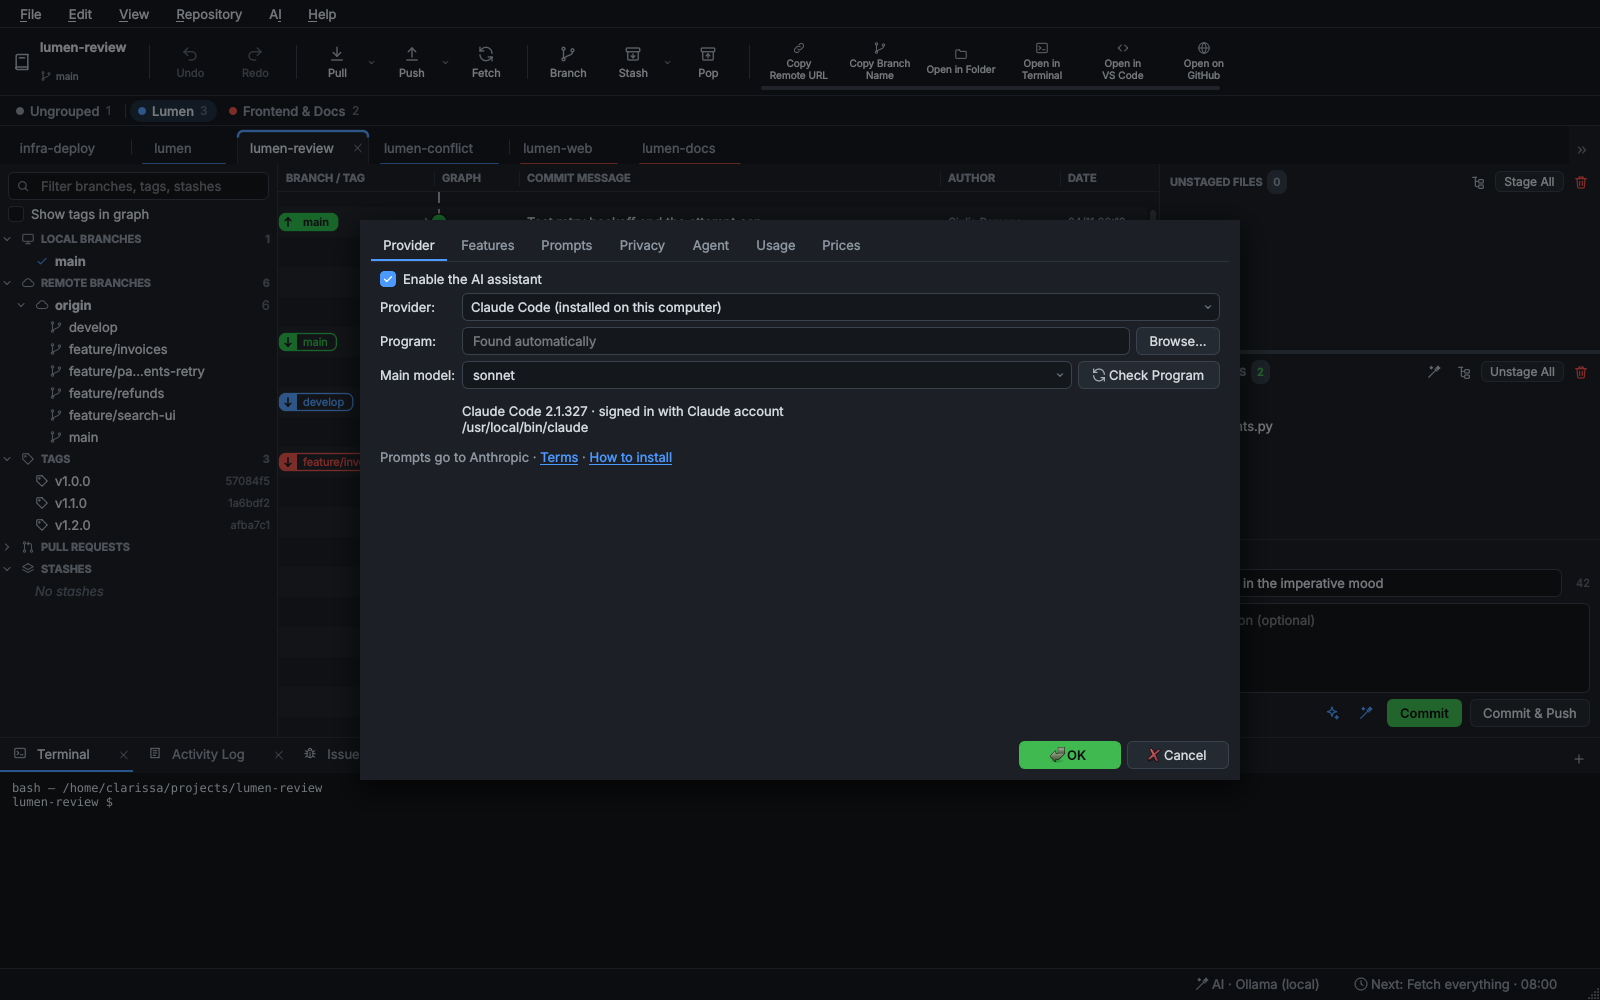 File Edit View Repository AI Help
lumen-review
main
Undo Redo Pull Push Fetch Branch Stash Pop
Copy Remote URL
Copy Branch Name
Open in Folder
Open in Terminal
Open in VS Code
Open on GitHub
Ungrouped 1 Lumen 3 Frontend & Docs 2
infra-deploy lumen lumen-review lumen-conflict lumen-web lumen-docs
Filter branches, tags, stashes
Show tags in graph
LOCAL BRANCHES 1
main
REMOTE BRANCHES 6
origin 6
develop
feature/invoices
feature/pa...ents-retry
feature/refunds
feature/search-ui
main
TAGS 3
v1.0.0 57084f5
v1.1.0 1a6bdf2
v1.2.0 afba7c1
PULL REQUESTS
STASHES
No stashes
BRANCH / TAG GRAPH COMMIT MESSAGE AUTHOR DATE
main
main
develop
feature/inv
Provider Features Prompts Privacy Agent Usage Prices
Enable the AI assistant
Provider: Claude Code (installed on this computer)
Program: Found automatically Browse...
Main model: sonnet Check Program
Claude Code 2.1.327 · signed in with Claude account
/usr/local/bin/claude
Prompts go to Anthropic · Terms · How to install
OK Cancel
UNSTAGED FILES 0 Stage All
S 2 Unstage All
nts.py
in the imperative mood 42
on (optional)
Commit Commit & Push
Terminal Activity Log Issue
bash — /home/clarissa/projects/lumen-review
lumen-review $
AI · Ollama (local) Next: Fetch everything · 08:00